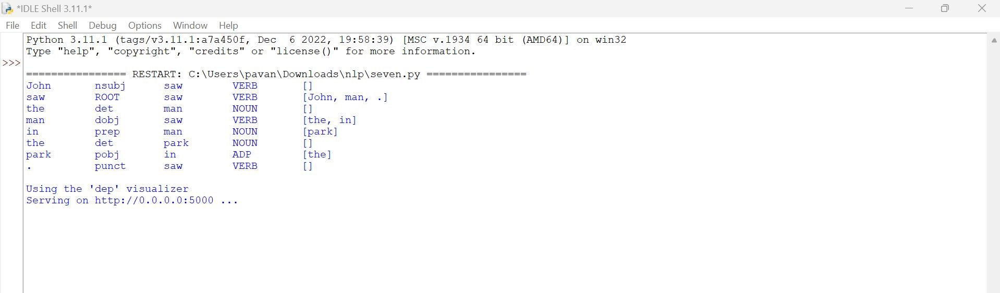 *IDLE Shell 3.11.1*
File Edit Shell Debug Options Window Help
Python 3.11.1 (tags/v3.11.1:a7a450f, Dec  6 2022, 19:58:39) [MSC v.1934 64 bit (AMD64)] on win32
Type "help", "copyright", "credits" or "license()" for more information.
>>>
================ RESTART: C:\Users\pavan\Downloads\nlp\seven.py ================
John       nsubj      saw        VERB       []
saw        ROOT       saw        VERB       [John, man, .]
the        det        man        NOUN       []
man        dobj       saw        VERB       [the, in]
in         prep       man        NOUN       [park]
the        det        park       NOUN       []
park       pobj       in         ADP        [the]
.          punct      saw        VERB       []
Using the 'dep' visualizer
Serving on http://0.0.0.0:5000 ...